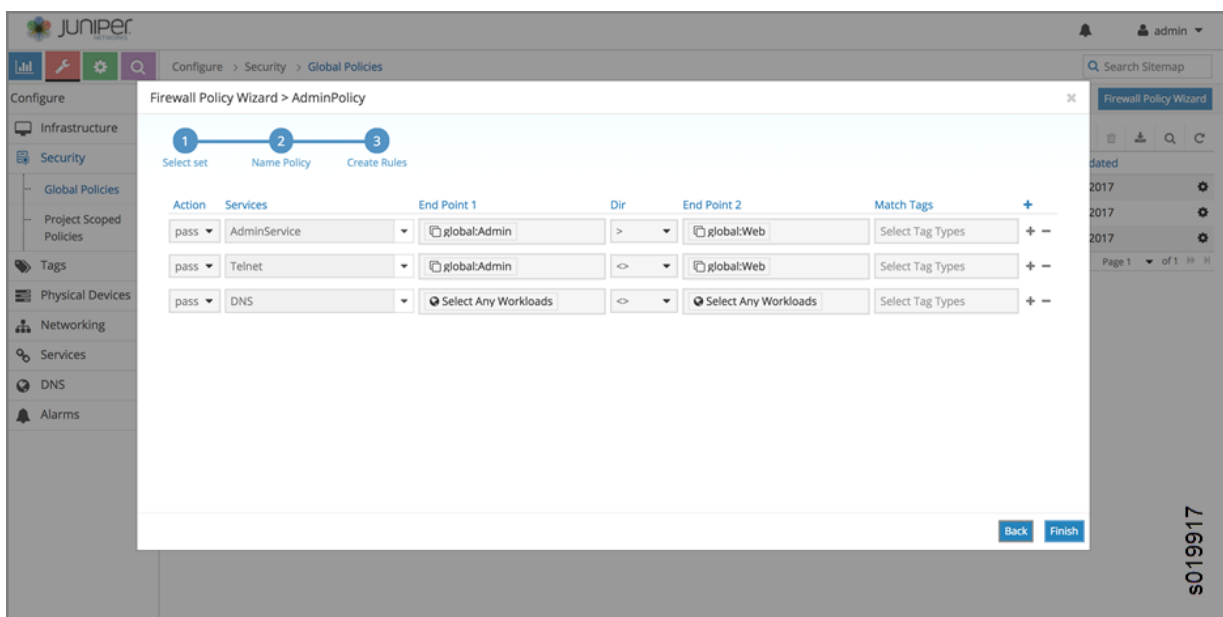 JUNIPER
NETWORKS
admin
Configure > Security > Global Policies
Search Sitemap
Configure
Firewall Policy Wizard > AdminPolicy
×
Firewall Policy Wizard
Infrastructure
1 2 3
Select set Name Policy Create Rules
Security
dated
Global Policies
2017
Action Services End Point 1 Dir End Point 2 Match Tags +
Project Scoped
Policies
2017
pass AdminService global:Admin > global:Web Select Tag Types + −
2017
Tags
pass Telnet global:Admin <> global:Web Select Tag Types + −
Page 1 of 1
Physical Devices
pass DNS Select Any Workloads <> Select Any Workloads Select Tag Types + −
Networking
Services
DNS
Alarms
Back Finish
s019917